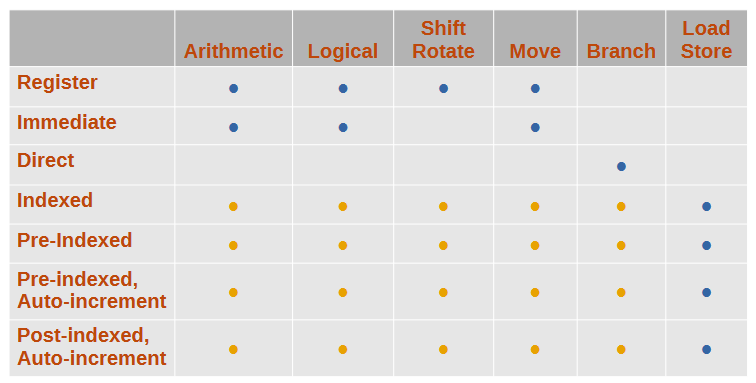 Arithmetic
Logical
Shift
Rotate
Move
Branch
Load
Store
Register
Immediate
Direct
Indexed
Pre-Indexed
Pre-indexed,
Auto-increment
Post-indexed,
Auto-increment